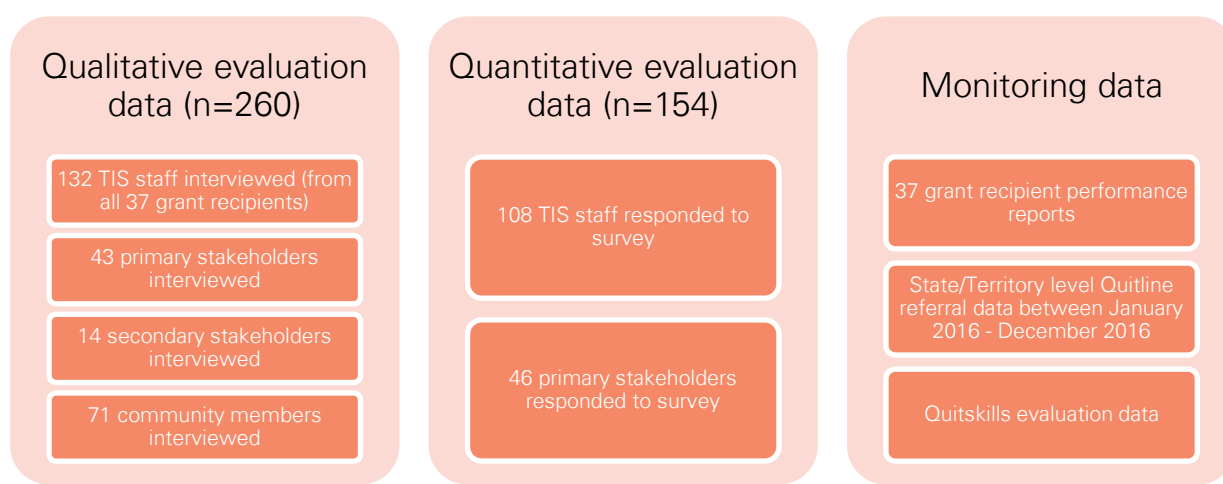 Qualitative evaluation
data (n=260)
132 TIS staff interviewed (from
all 37 grant recipients)
43 primary stakeholders
interviewed
14 secondary stakeholders
interviewed
71 community members
interviewed
Quantitative evaluation
data (n=154)
108 TIS staff responded to
survey
46 primary stakeholders
responded to survey
Monitoring data
37 grant recipient performance
reports
State/Territory level Quitline
referral data between January
2016 - December 2016
Quitskills evaluation data